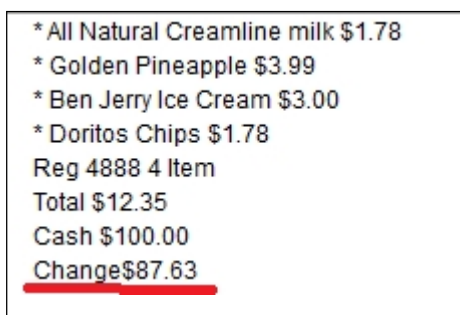 * All Natural Creamline milk $1.78
* Golden Pineapple $3.99
* Ben Jerry Ice Cream $3.00
* Doritos Chips $1.78
Reg 4888 4 Item
Total $12.35
Cash $100.00
Change$87.63